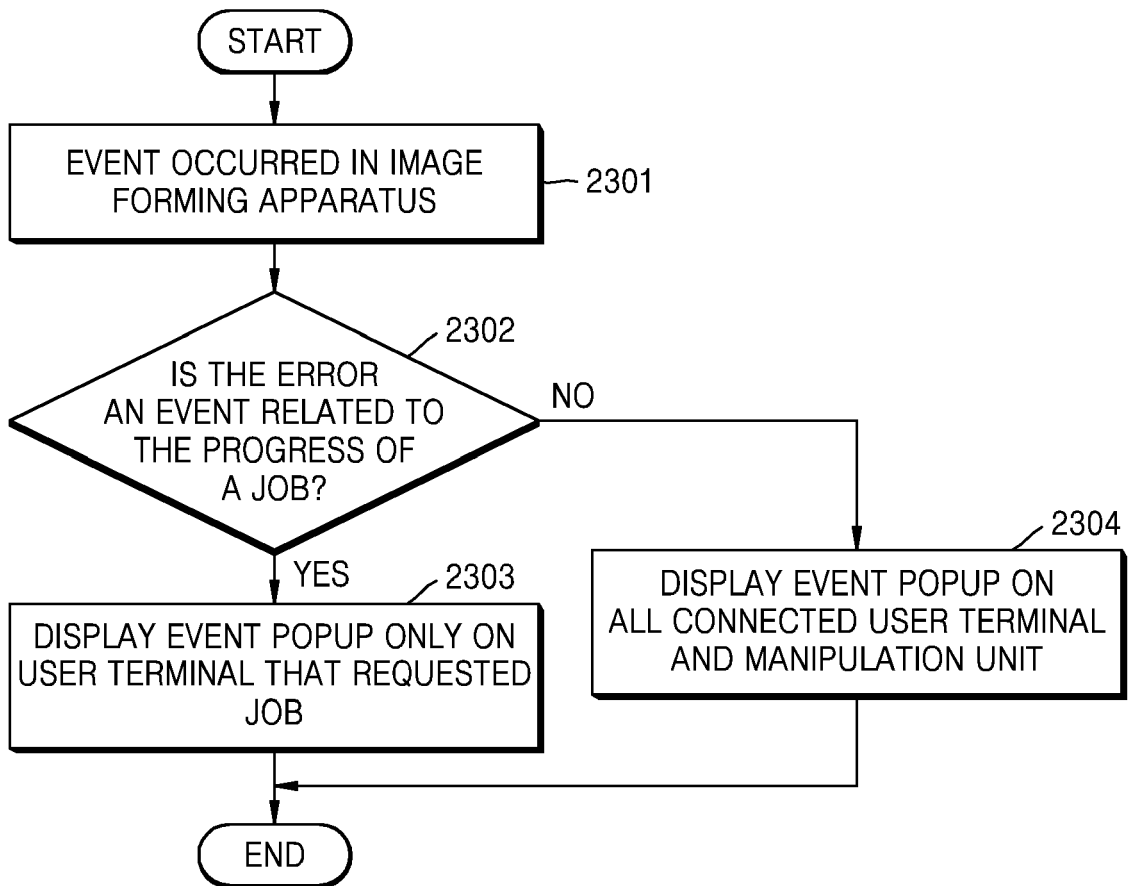 START
EVENT OCCURRED IN IMAGE
FORMING APPARATUS
2301
2302
IS THE ERROR
AN EVENT RELATED TO
THE PROGRESS OF
A JOB?
NO
YES
2303
DISPLAY EVENT POPUP ONLY ON
USER TERMINAL THAT REQUESTED
JOB
2304
DISPLAY EVENT POPUP ON
ALL CONNECTED USER TERMINAL
AND MANIPULATION UNIT
END